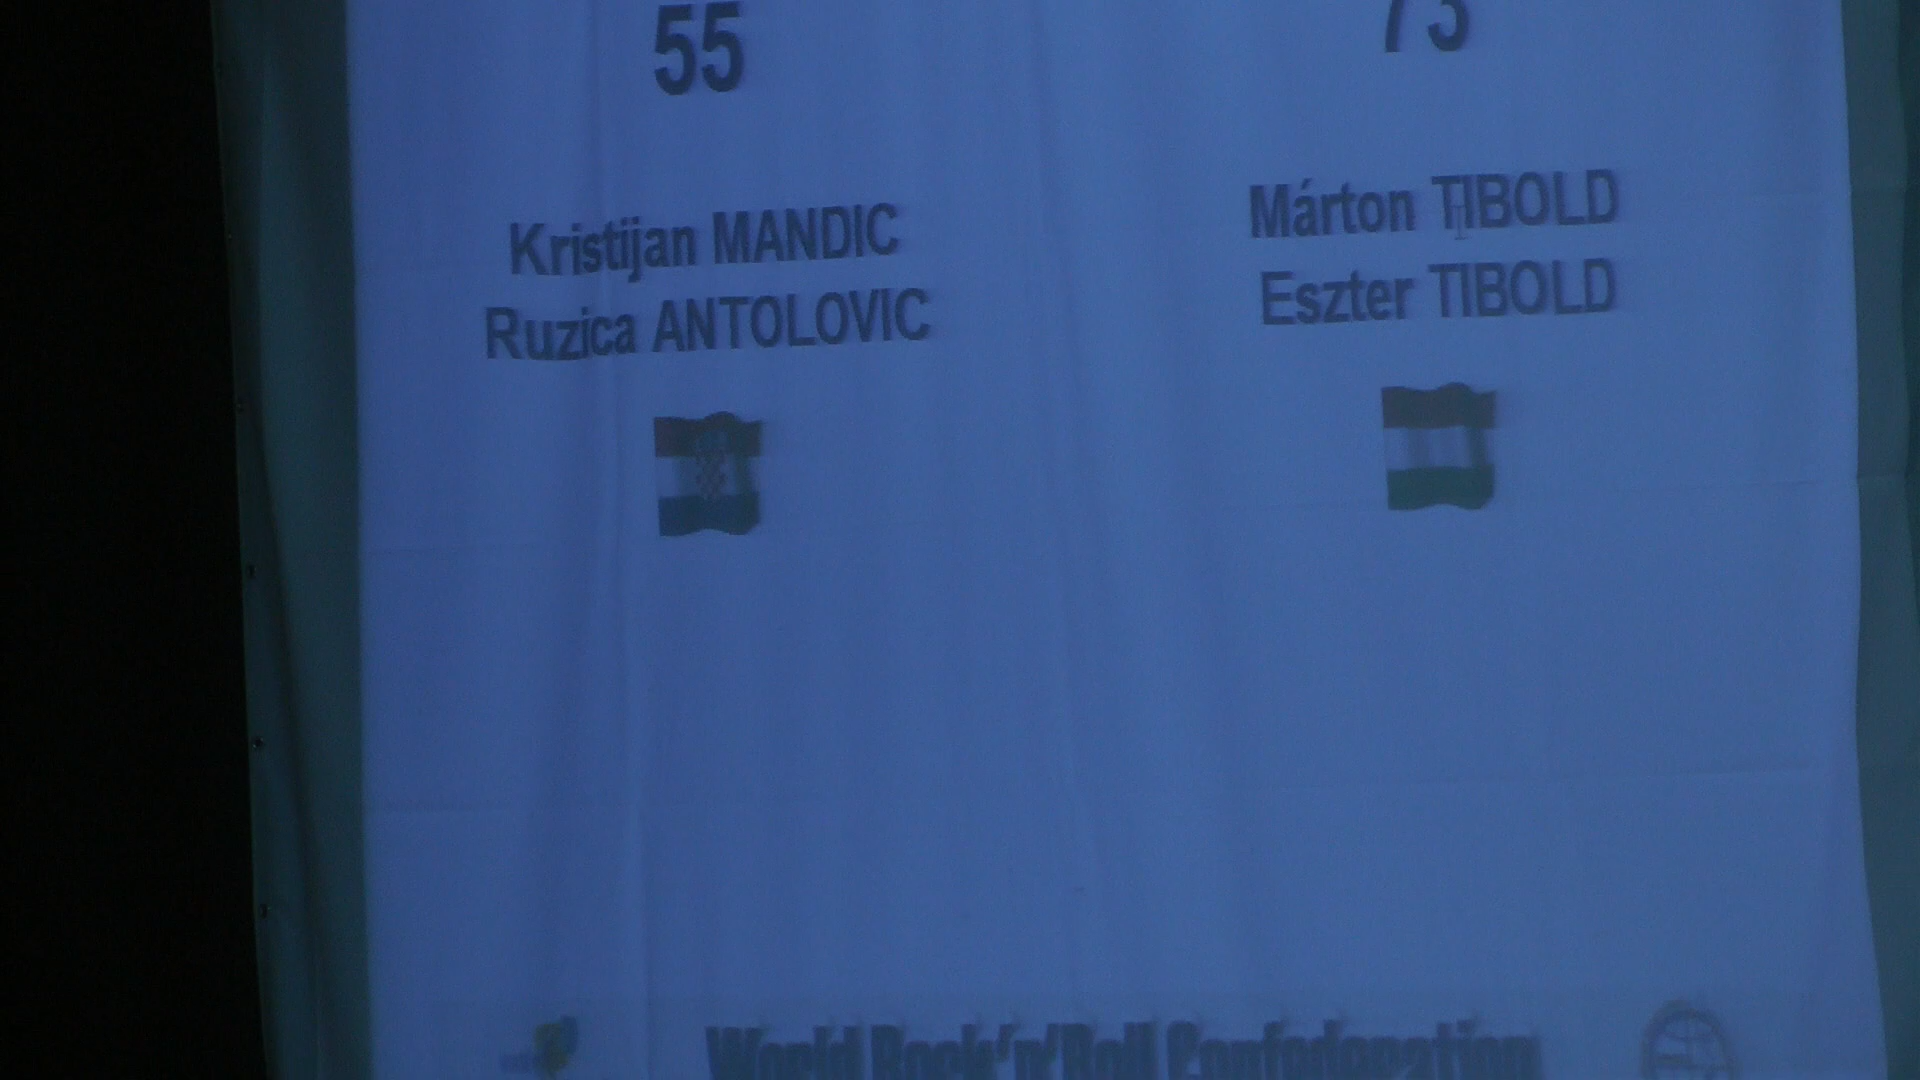 55
73
Kristijan MANDIC
Ruzica ANTOLOVIC
Márton TIBOLD
Eszter TIBOLD
World Rock'n'Roll Confederation